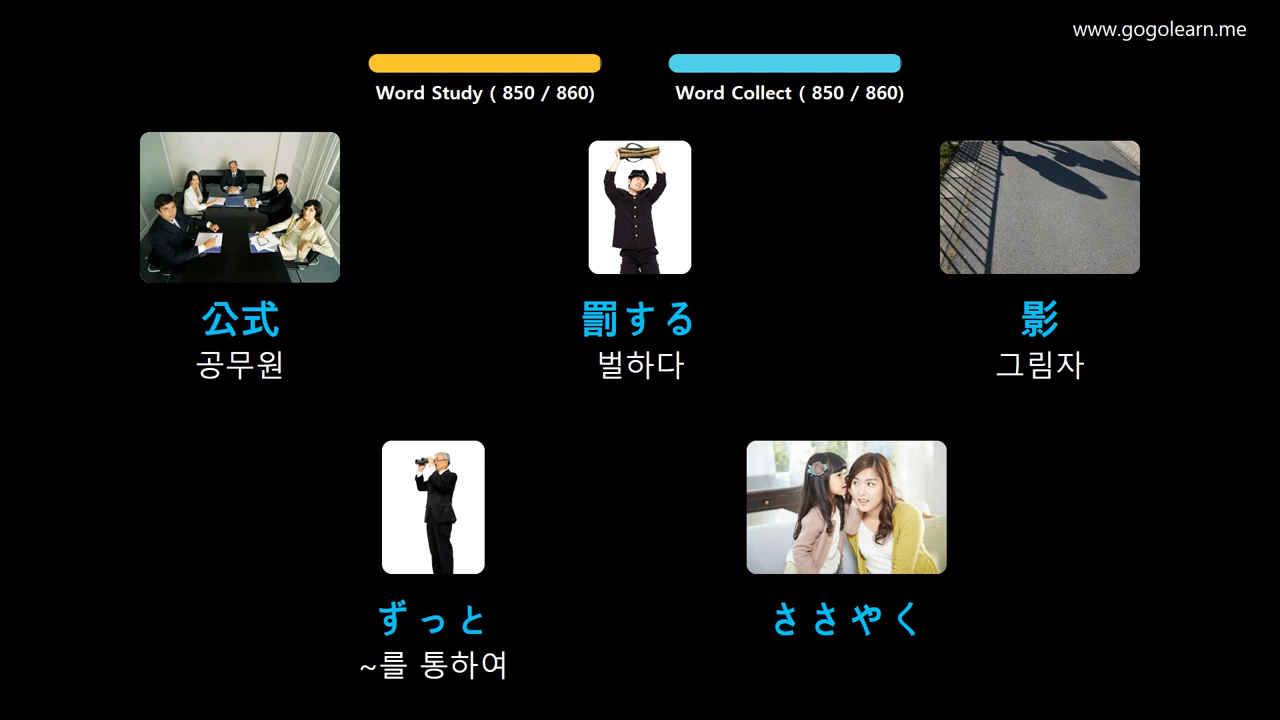 www.gogolearn.me
Word Study ( 850 / 860)
Word Collect ( 850 / 860)
公式
공무원
罰する
벌하다
影
그림자
ずっと
~를 통하여
ささやく